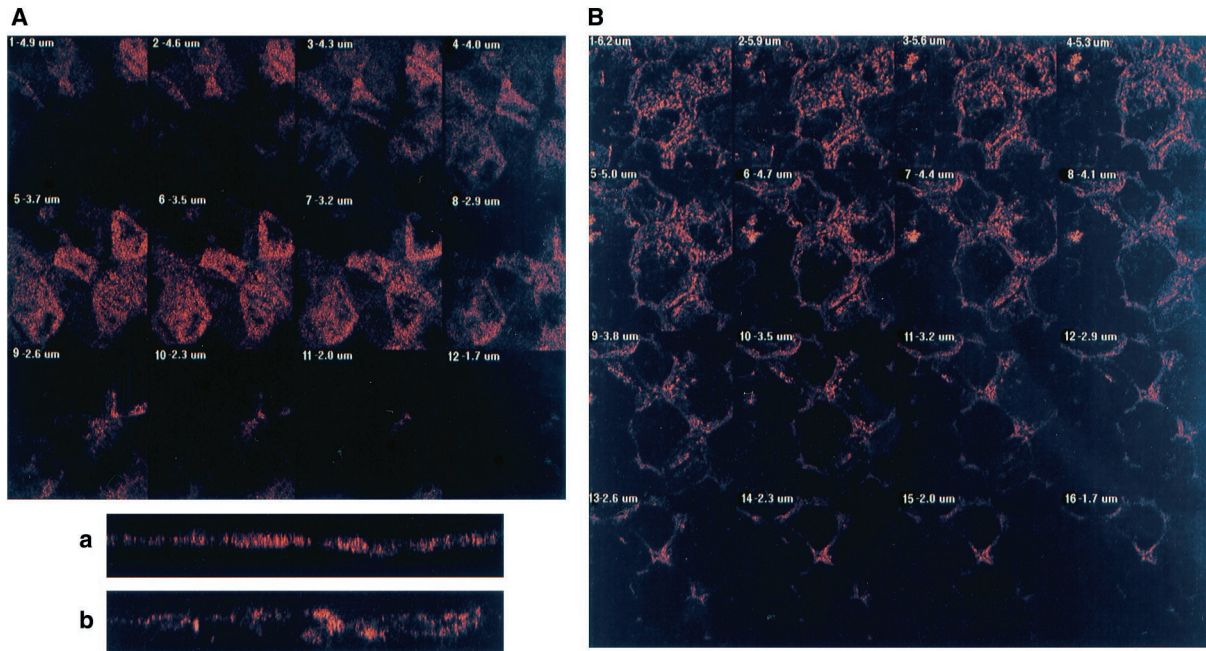 A
1 -4.9 um 2 -4.6 um 3 -4.3 um 4 -4.0 um
5 -3.7 um 6 -3.5 um 7 -3.2 um 8 -2.9 um
9 -2.6 um 10 -2.3 um 11 -2.0 um 12 -1.7 um
a
b
B
1-6.2 um 2-5.9 um 3-5.6 um 4-5.3 um
5-5.0 um 6 -4.7 um 7 -4.4 um 8 -4.1 um
9 -3.8 um 10 -3.5 um 11 -3.2 um 12 -2.9 um
13 -2.6 um 14 -2.3 um 15 -2.0 um 16 -1.7 um